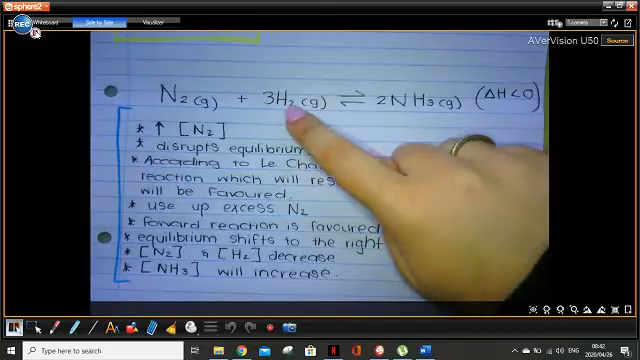 sphere2
Whiteboard Side by Side Visualizer 1 camera
REC
AVerVision U50 Source
N2(g) + 3H2(g) ⇌ 2NH3(g) (ΔH<0)
* ↑ [N2]
* disrupts equilibrium
* According to Le Cha
reaction which will res
will be favoured.
* use up excess N2
* forward reaction is favoured
* equilibrium shifts to the right
* [N2] & [H2] decrease
* [NH3] will increase.
Type here to search
ENG
08:42
2020/04/26